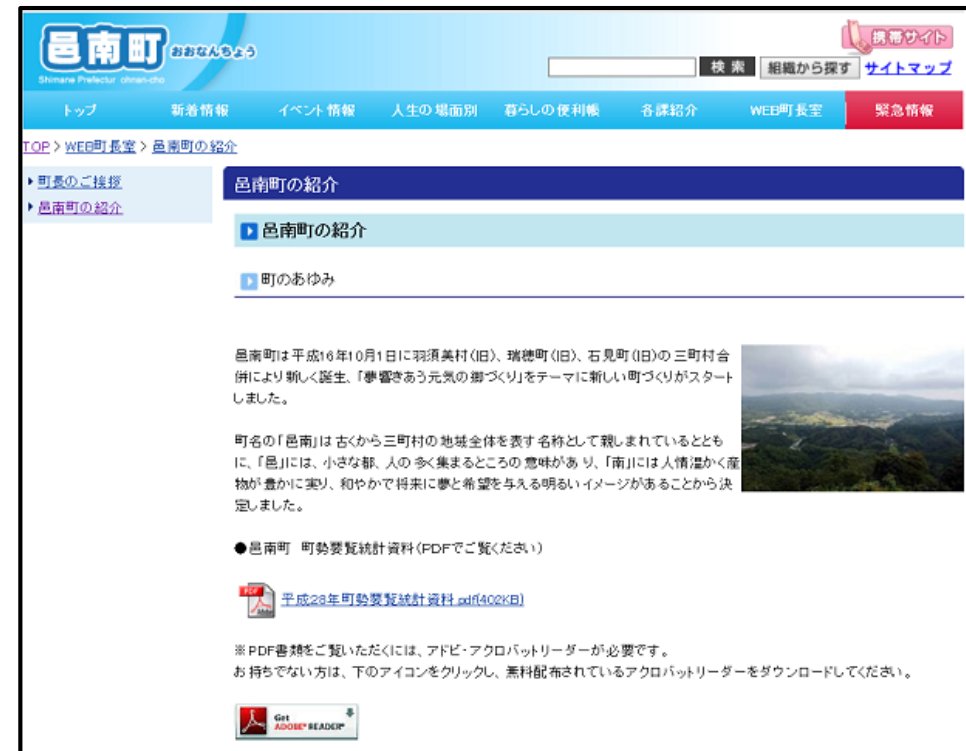 邑南町 おおなんちょう
Shimane Prefectur ohnan-cho
携帯サイト
検索 組織から探す サイトマップ
トップ 新着情報 イベント情報 人生の場面別 暮らしの便利帳 各課紹介 WEB町長室 緊急情報
TOP > WEB町長室 > 邑南町の紹介
町長のご挨拶
邑南町の紹介
邑南町の紹介
邑南町の紹介
町のあゆみ
邑南町は平成16年10月1日に羽須美村(旧)、瑞穂町(旧)、石見町(旧)の三町村合
併により新しく誕生、「夢響きあう元気の郷づくり」をテーマに新しい町づくりがスタート
しました。
町名の「邑南」は古くから三町村の地域全体を表す名称として親しまれているととも
に、「邑」には、小さな都、人の多く集まるところの意味があり、「南」には人情温かく産
物が豊かに実り、和やかで将来に夢と希望を与える明るいイメージがあることから決
定しました。
●邑南町 町勢要覧統計資料(PDFでご覧ください)
PDF 平成28年町勢要覧統計資料.pdf(402KB)
※PDF書類をご覧いただくには、アドビ・アクロバットリーダーが必要です。
お持ちでない方は、下のアイコンをクリックし、無料配布されているアクロバットリーダーをダウンロードしてください。
Get
ADOBE® READER®